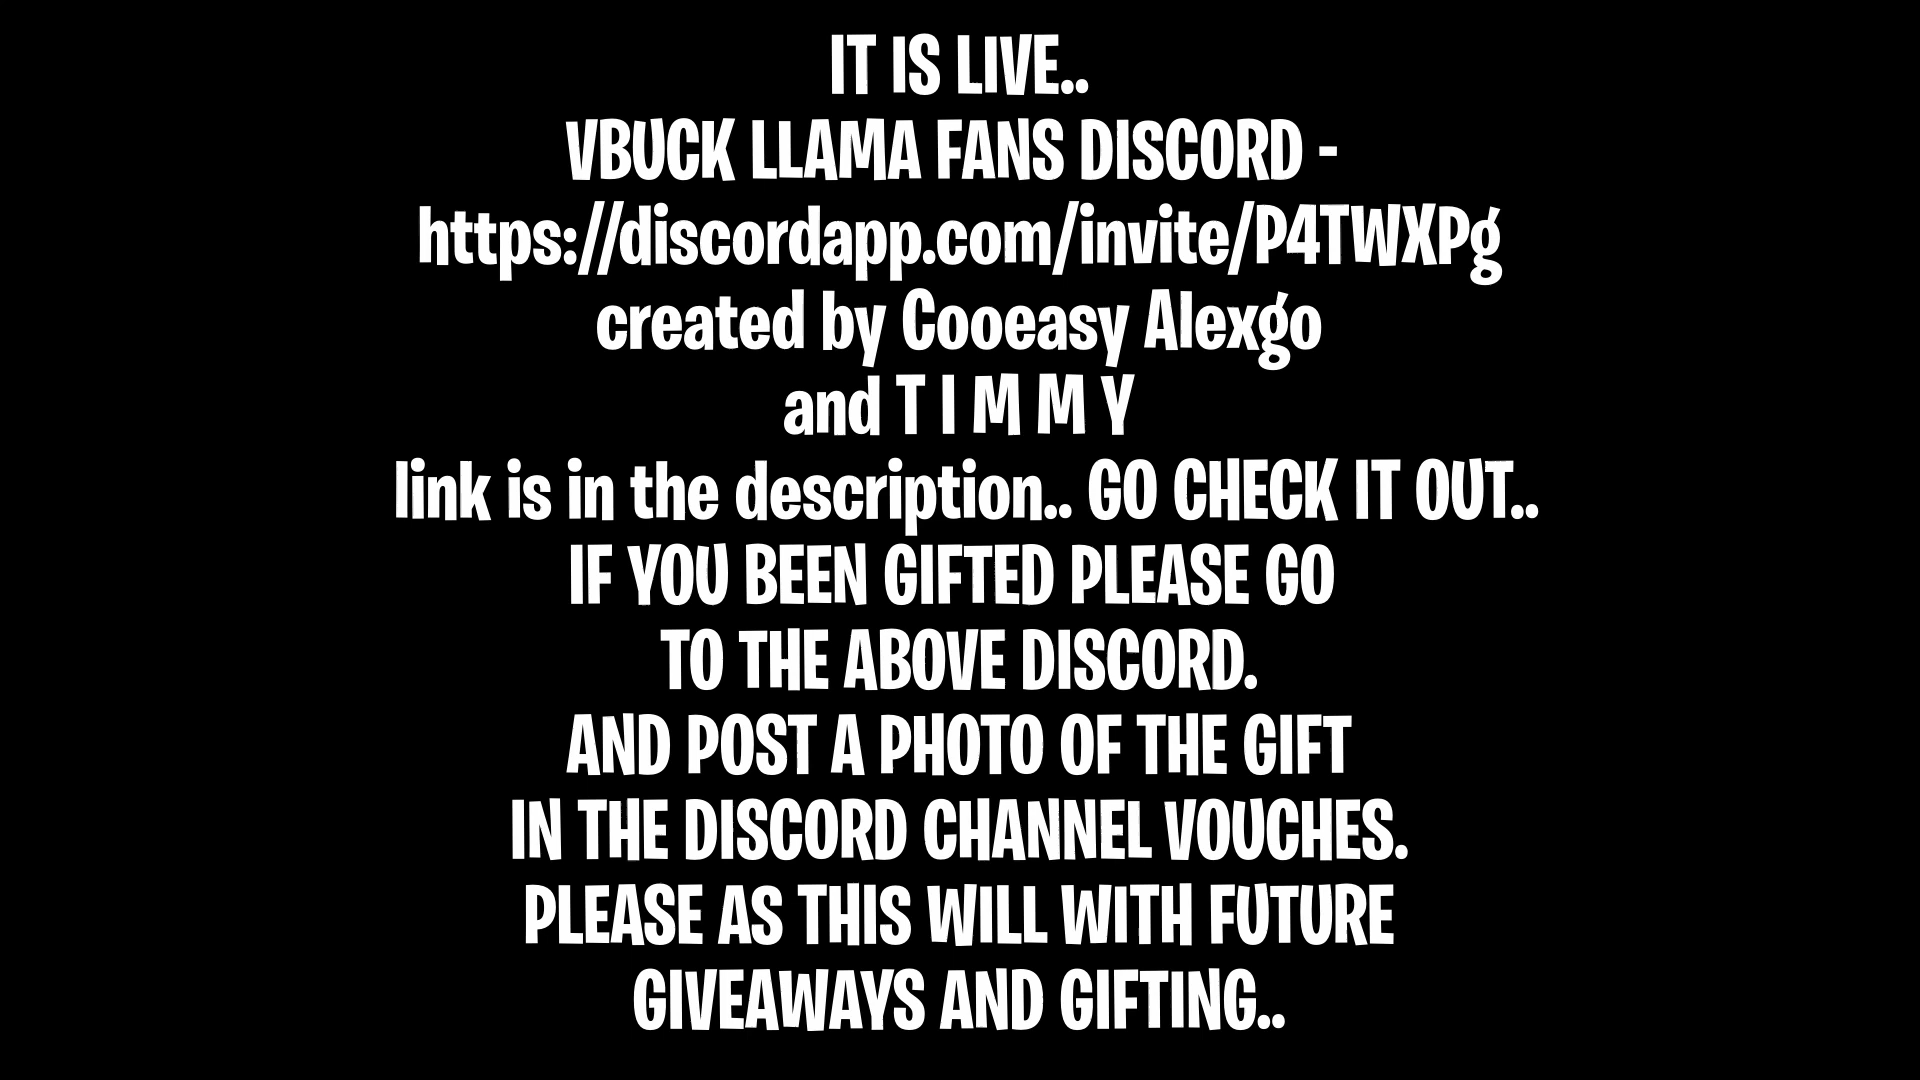 IT IS LIVE..
VBUCK LLAMA FANS DISCORD -
https://discordapp.com/invite/P4TWXPg
created by Cooeasy Alexgo
and T I M M Y
link is in the description.. GO CHECK IT OUT..
IF YOU BEEN GIFTED PLEASE GO
TO THE ABOVE DISCORD.
AND POST A PHOTO OF THE GIFT
IN THE DISCORD CHANNEL VOUCHES.
PLEASE AS THIS WILL WITH FUTURE
GIVEAWAYS AND GIFTING..